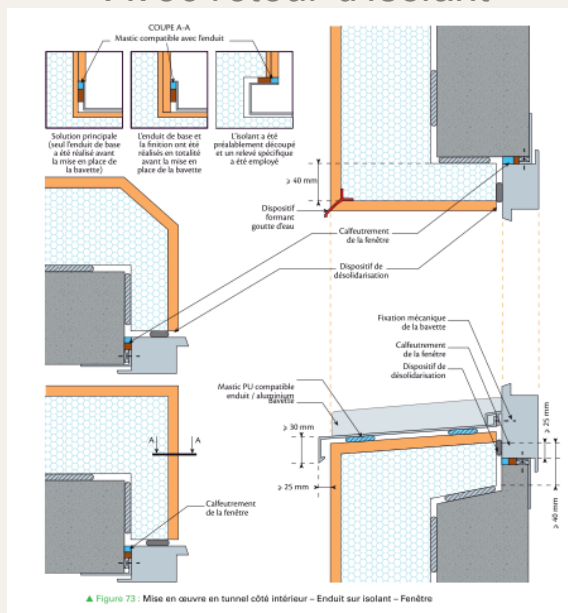 Avec retour d'isolant
COUPE A-A
Mastic compatible avec l'enduit
Solution principale
(seul l'enduit de base
a été réalisé avant
la mise en place de
la bavette)
L'enduit de base et
la finition ont été
réalisés en totalité
avant la mise en
place de la bavette
L'isolant a été
préalablement découpé
et un relevé spécifique
a été employé
⩾ 40 mm
Dispositif
formant
goutte d'eau
Calfeutrement
de la fenêtre
Dispositif de
désolidarisation
Fixation mécanique
de la bavette
Calfeutrement
de la fenêtre
Dispositif de
désolidarisation
Mastic PU compatible
enduit / aluminium
Bavette
⩾ 30 mm
⩾ 25 mm
⩾ 25 mm
⩾ 40 mm
A A
Calfeutrement
de la fenêtre
▲ Figure 73 : Mise en œuvre en tunnel côté intérieur – Enduit sur isolant – Fenêtre